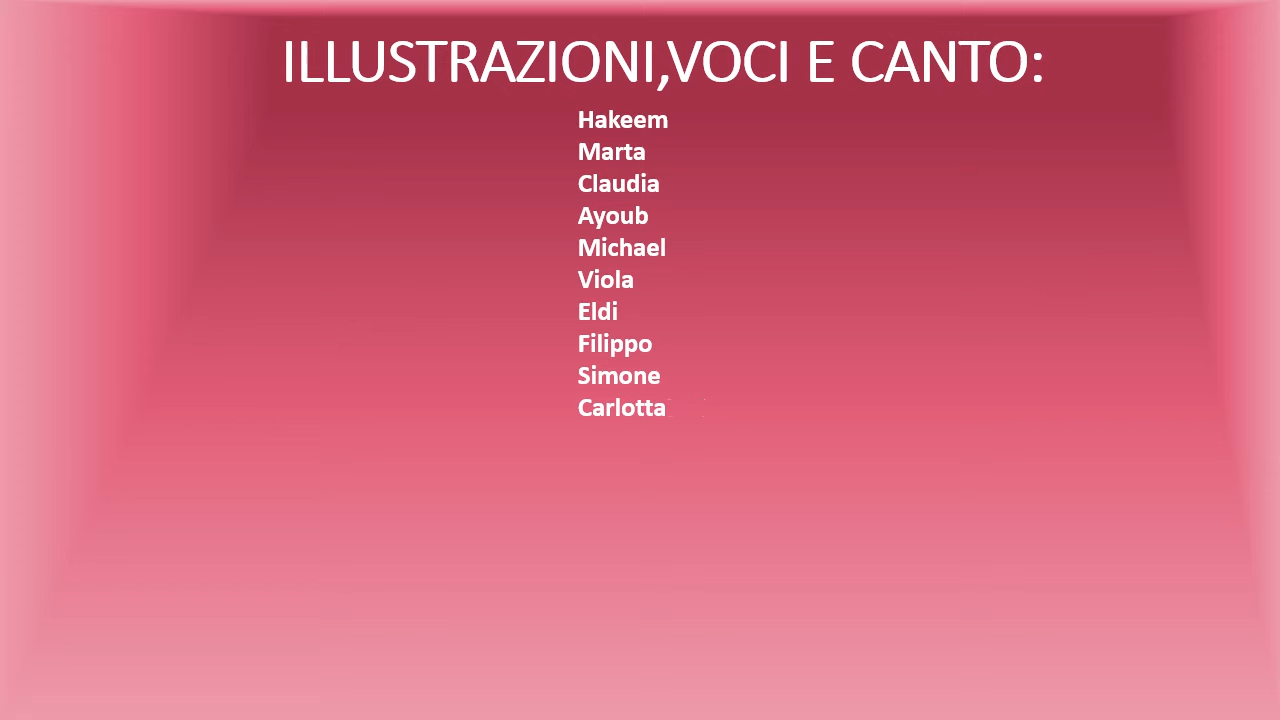 ILLUSTRAZIONI,VOCI E CANTO:
Hakeem
Marta
Claudia
Ayoub
Michael
Viola
Eldi
Filippo
Simone
Carlotta